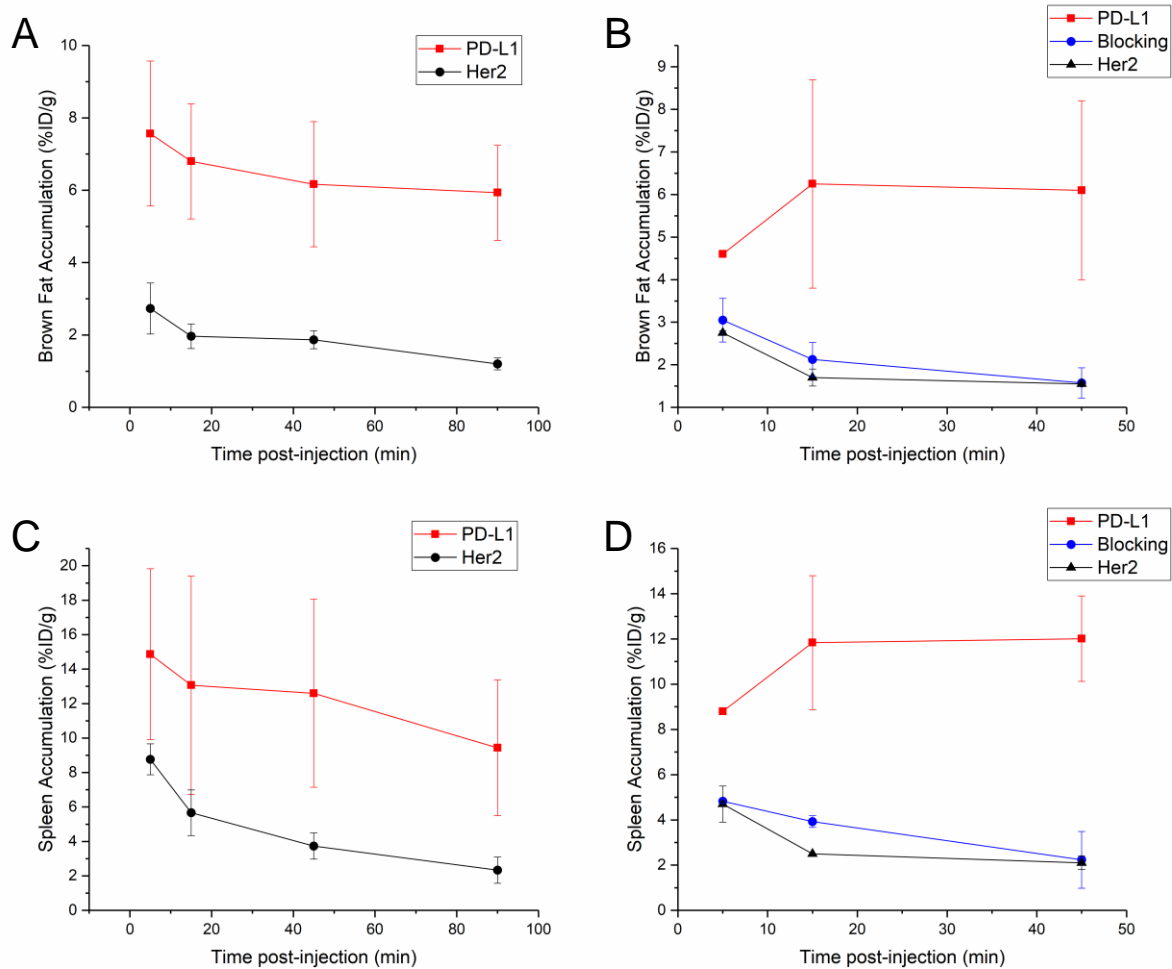 A
PD-L1
Her2
Brown Fat Accumulation (%ID/g)
10
8
6
4
2
0
0 20 40 60 80 100
Time post-injection (min)
B
PD-L1
Blocking
Her2
Brown Fat Accumulation (%ID/g)
9
8
7
6
5
4
3
2
1
0 10 20 30 40 50
Time post-injection (min)
C
PD-L1
Her2
Spleen Accumulation (%ID/g)
20
18
16
14
12
10
8
6
4
2
0
0 20 40 60 80 100
Time post-injection (min)
D
PD-L1
Blocking
Her2
Spleen Accumulation (%ID/g)
16
14
12
10
8
6
4
2
0
0 10 20 30 40 50
Time post-injection (min)